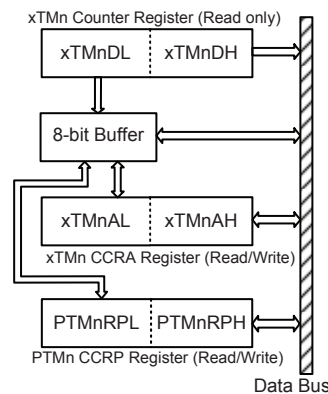 xTMn Counter Register (Read only)
xTMnDL xTMnDH
8-bit Buffer
xTMnAL xTMnAH
xTMn CCRA Register (Read/Write)
PTMnRPL PTMnRPH
PTMn CCRP Register (Read/Write)
Data Bus